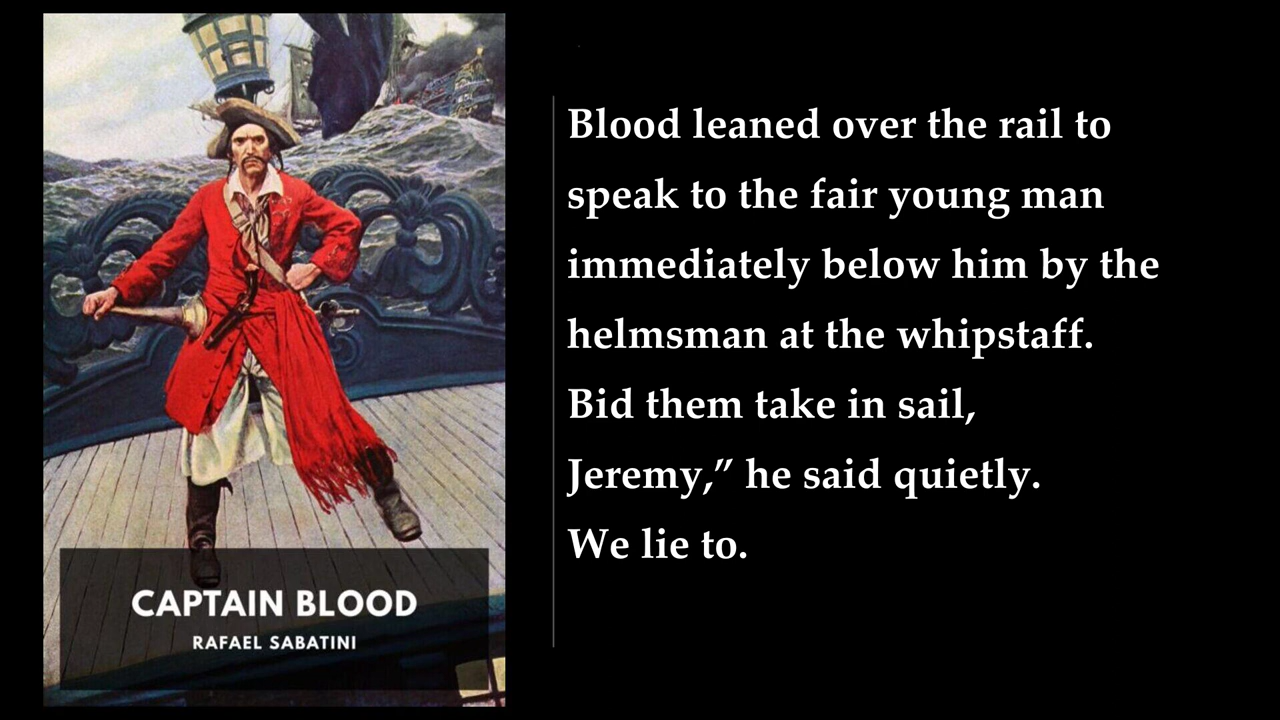 CAPTAIN BLOOD
RAFAEL SABATINI
Blood leaned over the rail to
speak to the fair young man
immediately below him by the
helmsman at the whipstaff.
Bid them take in sail,
Jeremy,” he said quietly.
We lie to.